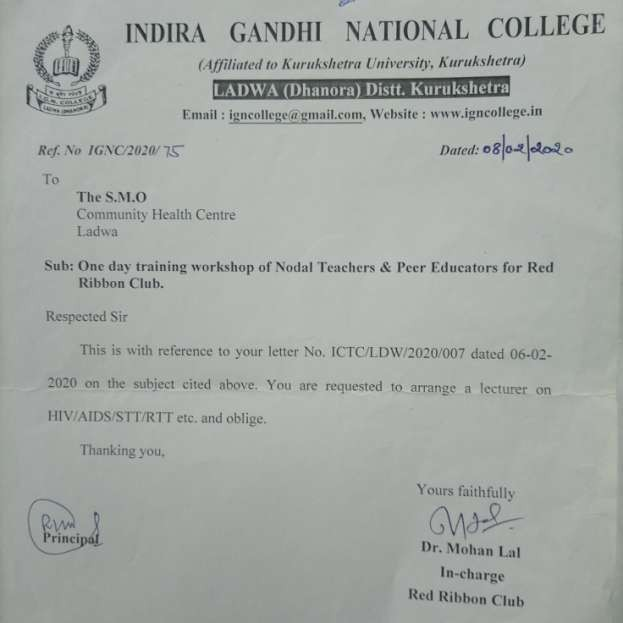 INDIRA GANDHI NATIONAL COLLEGE
(Affiliated to Kurukshetra University, Kurukshetra)
LADWA (Dhanora) Distt. Kurukshetra
Email : igncollege@gmail.com, Website : www.igncollege.in
I.G.N. COLLEGE
LADWA (DHANORA)
Ref. No IGNC/2020/75
Dated: 08/02/2020
To
The S.M.O
Community Health Centre
Ladwa
Sub: One day training workshop of Nodal Teachers & Peer Educators for Red
Ribbon Club.
Respected Sir
This is with reference to your letter No. ICTC/LDW/2020/007 dated 06-02-
2020 on the subject cited above. You are requested to arrange a lecturer on
HIV/AIDS/STT/RTT etc. and oblige.
Thanking you,
Yours faithfully
Principal
Dr. Mohan Lal
In-charge
Red Ribbon Club